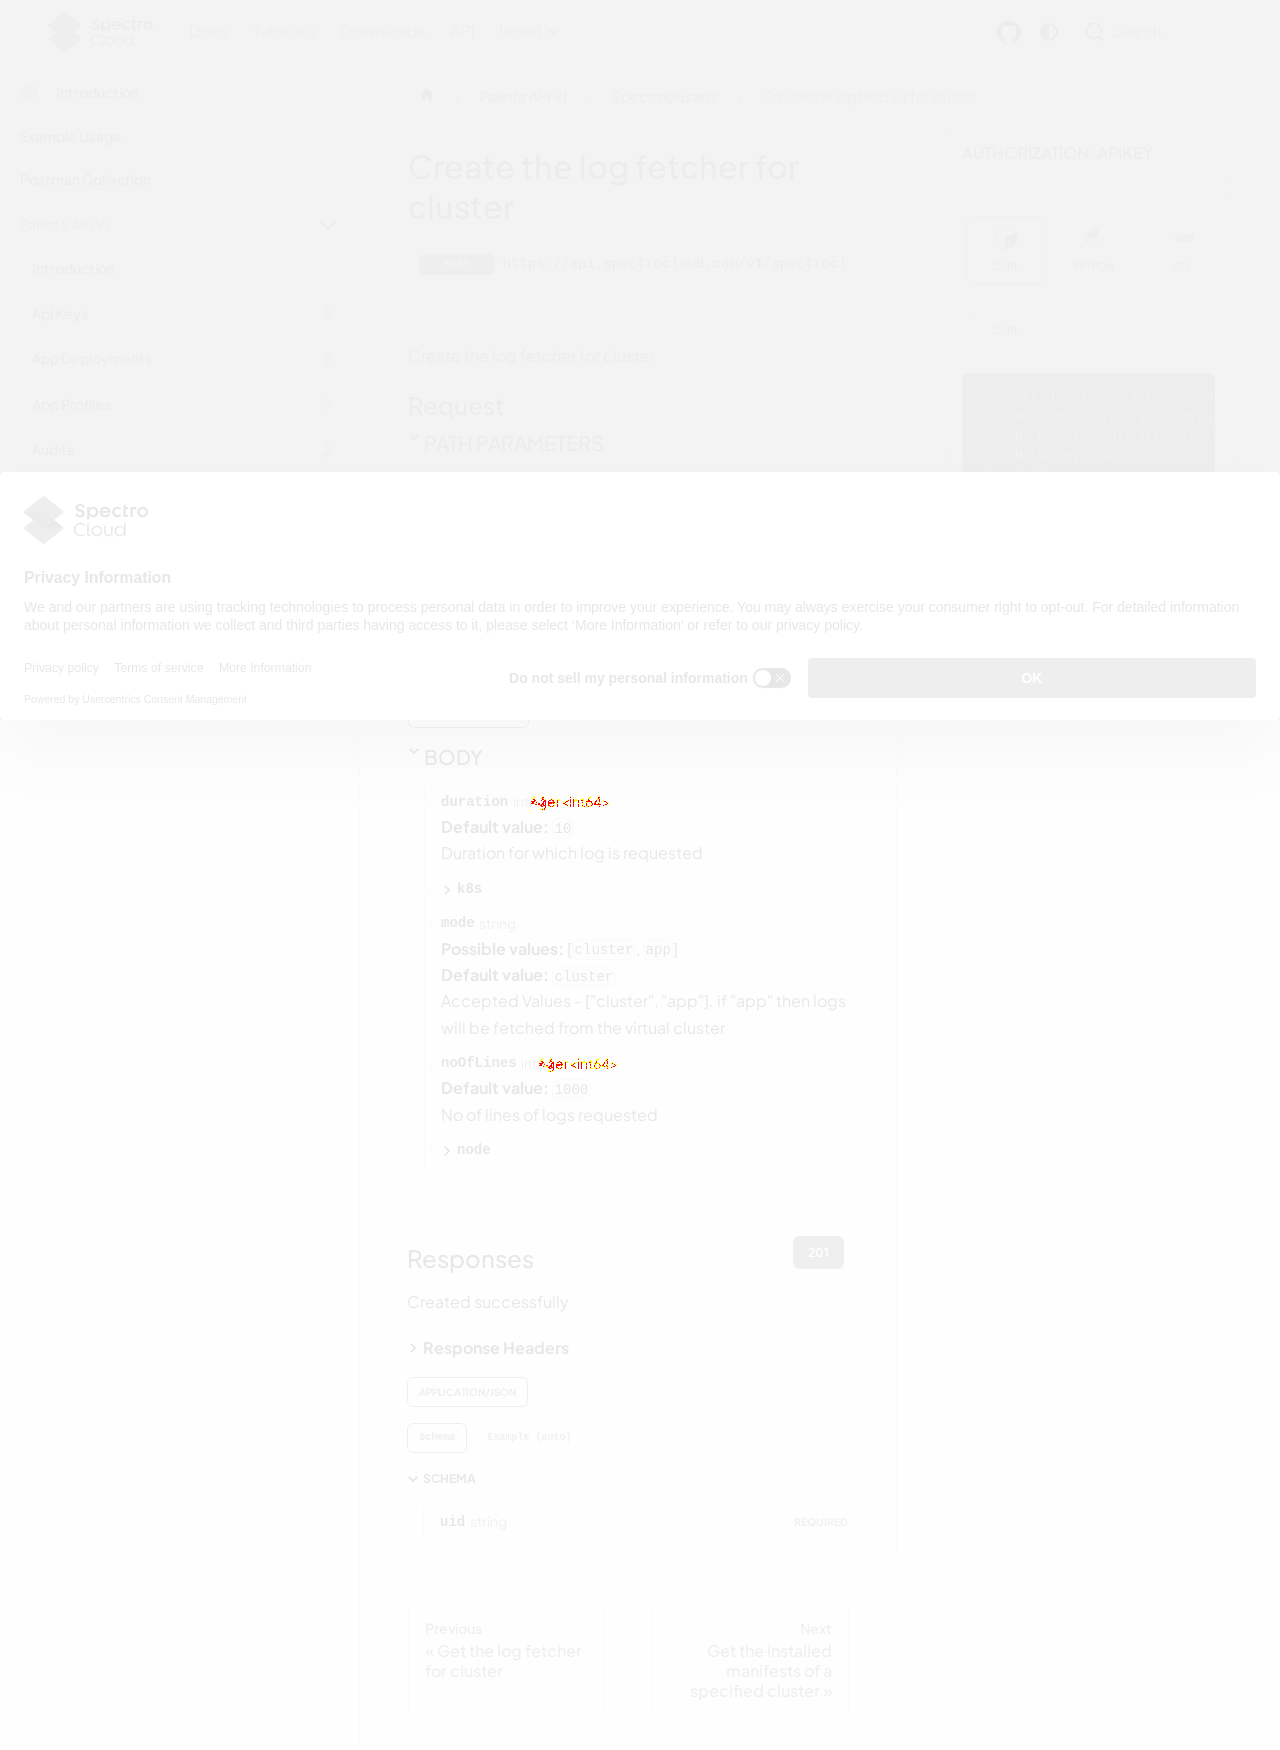 Spectro Cloud Docs Tutorials Downloads API latest Search
Introduction
Palette API V1 Spectroclusters Create the log fetcher for cluster
Example Usage
Postman Collection
Palette API V1
Introduction
Api Keys
App Deployments
App Profiles
Audits
Create the log fetcher for
cluster
POST https://api.spectrocloud.com/v1/spectrocl
Create the log fetcher for cluster
Request
PATH PARAMETERS
AUTHORIZATION: APIKEY
CURL PYTHON GO
CURL
Spectro
Cloud
Privacy Information
We and our partners are using tracking technologies to process personal data in order to improve your experience. You may always exercise your consumer right to opt-out. For detailed information
about personal information we collect and third parties having access to it, please select 'More Information' or refer to our privacy policy.
Privacy policy Terms of service More Information
Do not sell my personal information
OK
Powered by Usercentrics Consent Management
BODY
duration
ger<int64>
Default value: 10
Duration for which log is requested
k8s
mode string
Possible values: [cluster, app]
Default value: cluster
Accepted Values - ["cluster", "app"]. if "app" then logs
will be fetched from the virtual cluster
noOfLines
ger<int64>
Default value: 1000
No of lines of logs requested
node
Responses
201
Created successfully
Response Headers
APPLICATION/JSON
Schema Example (auto)
SCHEMA
uid string REQUIRED
Previous
« Get the log fetcher
for cluster
Next
Get the installed
manifests of a
specified cluster »